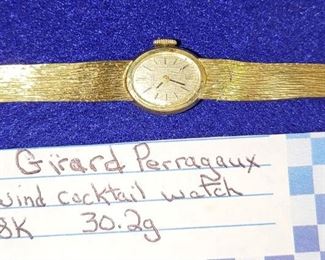 Girard Perragaux
wind cocktail watch
8K 30.2g